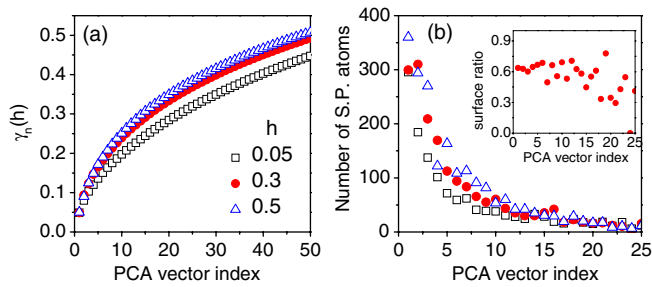 (a)
γn(h)
0.5
0.4
0.3
0.2
0.1
0.0
h
0.05
0.3
0.5
0 10 20 30 40 50
PCA vector index
(b)
Number of S.P. atoms
400
300
200
100
0
0 5 10 15 20 25
PCA vector index
surface ratio
0.9
0.6
0.3
0.0
0 5 10 15 20 25
PCA vector index